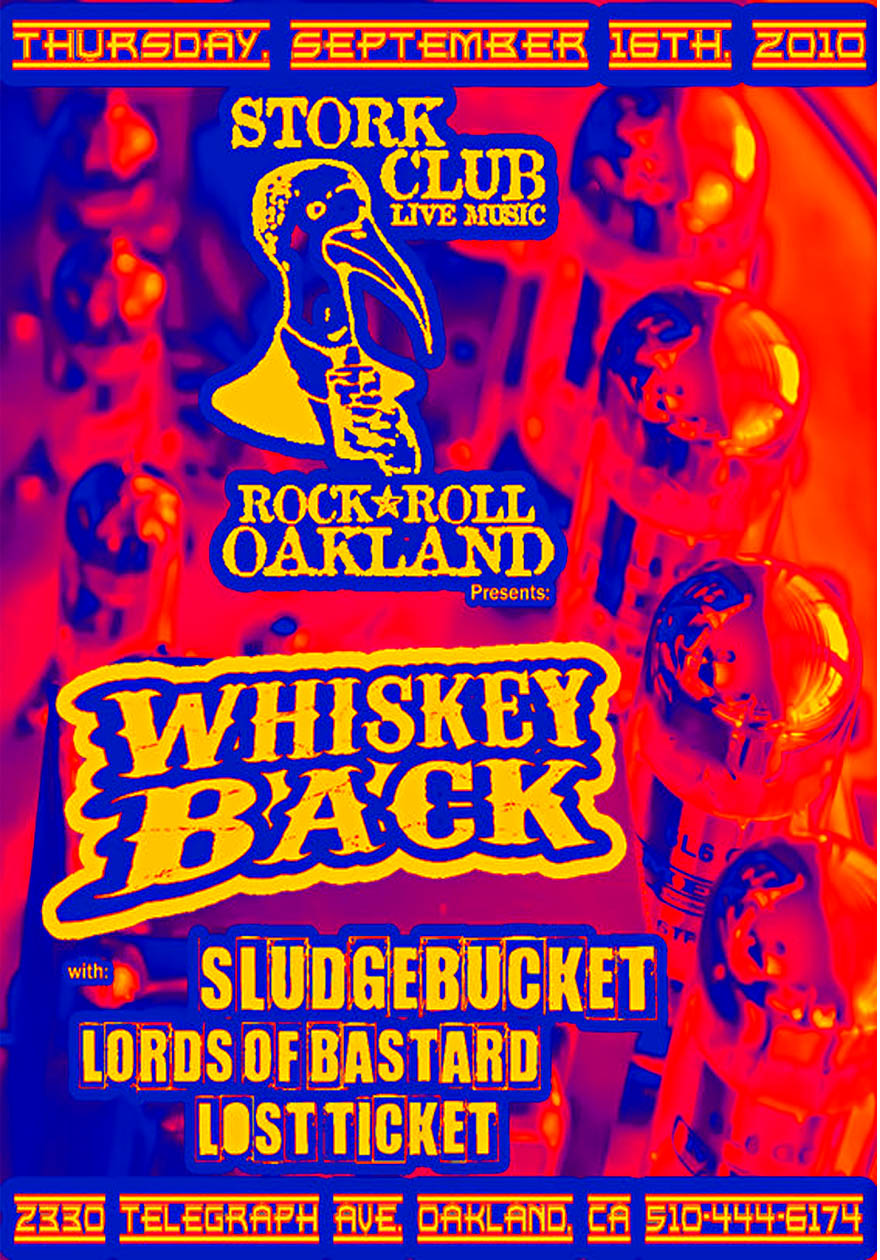 THURSDAY, SEPTEMBER 16TH, 2010
STORK
CLUB
LIVE MUSIC
ROCK★ROLL
OAKLAND
Presents:
WHISKEY
BACK
with:
SLUDGEBUCKET
LORDS OF BASTARD
LOST TICKET
L6
2330 TELEGRAPH AVE. OAKLAND, CA 510-444-6174